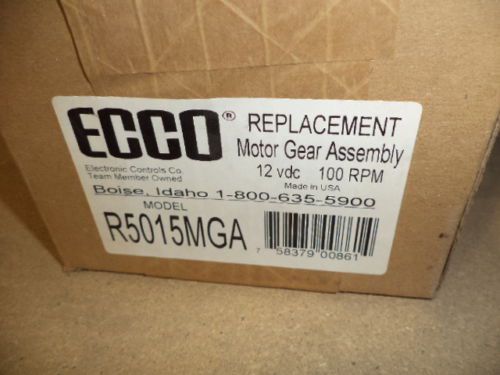 ECCO®
REPLACEMENT
Motor Gear Assembly
12 vdc 100 RPM
Made in USA
Electronic Controls Co
Team Member Owned
Boise, Idaho 1-800-635-5900
MODEL
R5015MGA
7 58379 00861